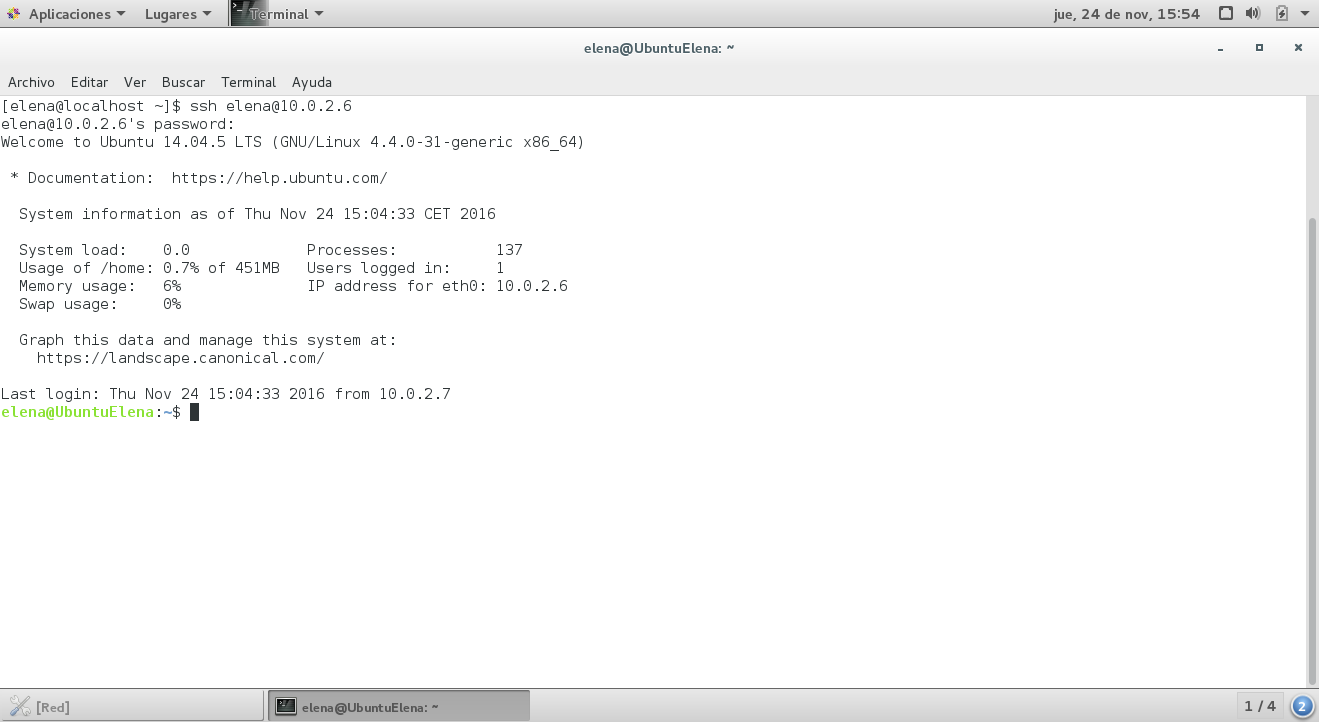 Aplicaciones Lugares Terminal jue, 24 de nov, 15:54
elena@UbuntuElena: ~
Archivo Editar Ver Buscar Terminal Ayuda
[elena@localhost ~]$ ssh elena@10.0.2.6
elena@10.0.2.6's password:
Welcome to Ubuntu 14.04.5 LTS (GNU/Linux 4.4.0-31-generic x86_64)
* Documentation:  https://help.ubuntu.com/
System information as of Thu Nov 24 15:04:33 CET 2016
System load:    0.0             Processes:           137
Usage of /home: 0.7% of 451MB   Users logged in:     1
Memory usage:   6%              IP address for eth0: 10.0.2.6
Swap usage:     0%
Graph this data and manage this system at:
https://landscape.canonical.com/
Last login: Thu Nov 24 15:04:33 2016 from 10.0.2.7
elena@UbuntuElena:~$
[Red] elena@UbuntuElena: ~ 1 / 4 2